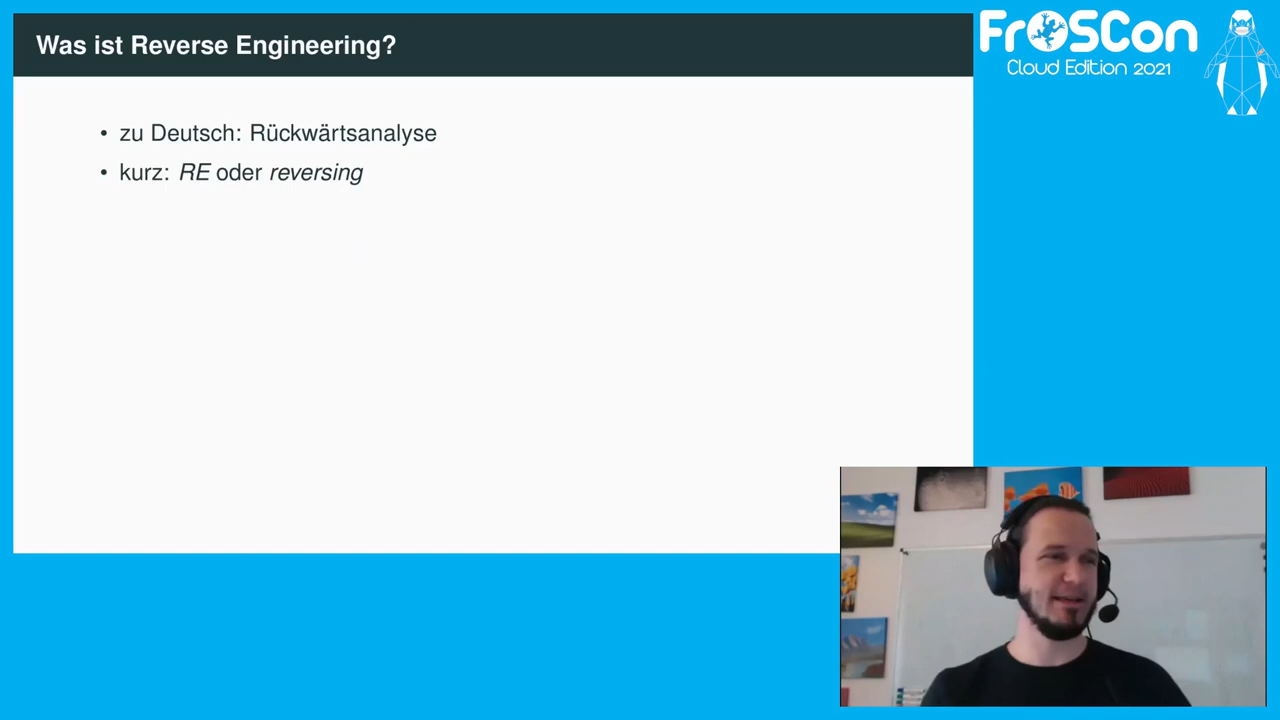 Was ist Reverse Engineering?
• zu Deutsch: Rückwärtsanalyse
• kurz: RE oder reversing
FrOSCon
Cloud Edition 2021